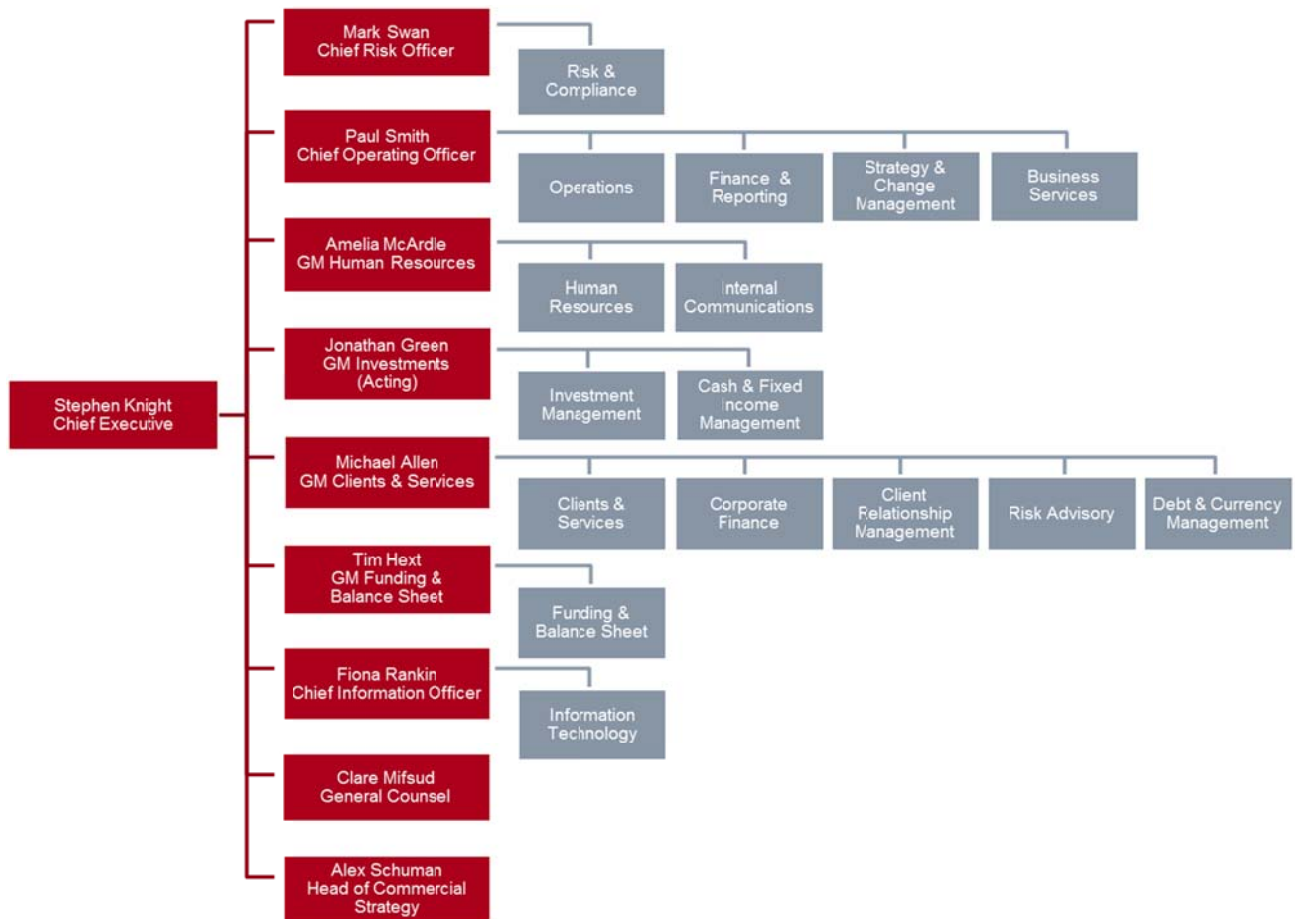 Mark Swan
Chief Risk Officer
Risk &
Compliance
Paul Smith
Chief Operating Officer
Operations
Finance & 
Reporting
Strategy &
Change
Management
Business
Services
Amelia McArdle
GM Human Resources
Human
Resources
Internal
Communications
Jonathan Green
GM Investments
(Acting)
Investment
Management
Cash & Fixed
Income
Management
Stephen Knight
Chief Executive
Michael Allen
GM Clients & Services
Clients &
Services
Corporate
Finance
Client
Relationship
Management
Risk Advisory
Debt & Currency
Management
Tim Hext
GM Funding &
Balance Sheet
Funding &
Balance Sheet
Fiona Rankin
Chief Information Officer
Information
Technology
Clare Mifsud
General Counsel
Alex Schuman
Head of Commercial
Strategy